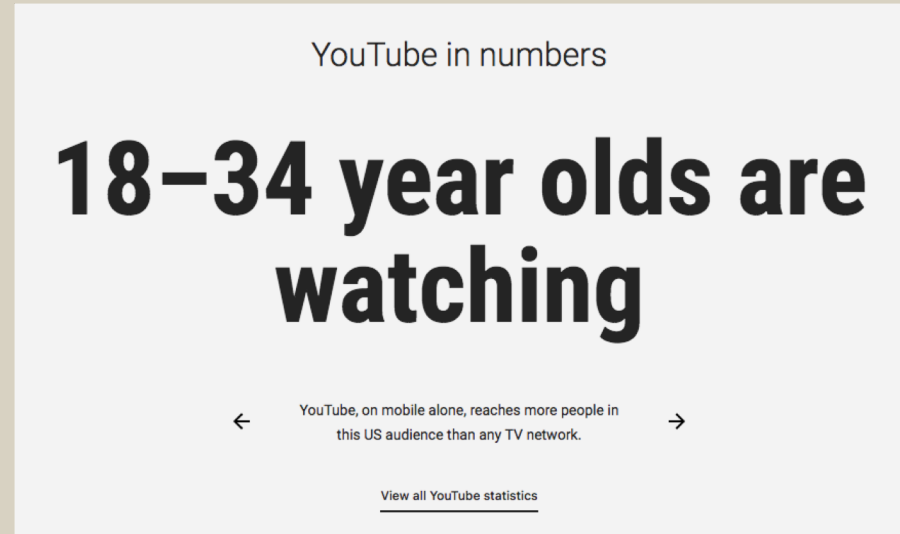 YouTube in numbers
18–34 year olds are
watching
YouTube, on mobile alone, reaches more people in
this US audience than any TV network.
View all YouTube statistics